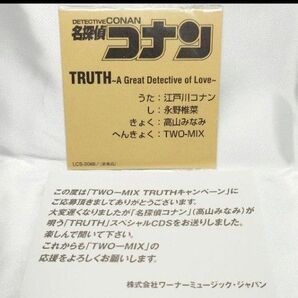 DETECTIVE CONAN
名探偵コナン
TRUTH
~A Great Detective of Love~
うた：江戸川コナン
し：永野椎菜
きょく：高山みなみ
へんきょく：TWO-MIX
この度は「TWO－MIX TRUTHキャンペーン」に
ご応募頂きましてありがとうございます。
大変遅くなりましたが「名探偵コナン」（高山みなみ）が
唄う「TRUTH」スペシャルCDSをお送りしました。
楽しんで聞いて下さい。
これからも「TWO－MIX」の
応援をよろしくお願いします。
株式会社ワーナーミュージック・ジャパン